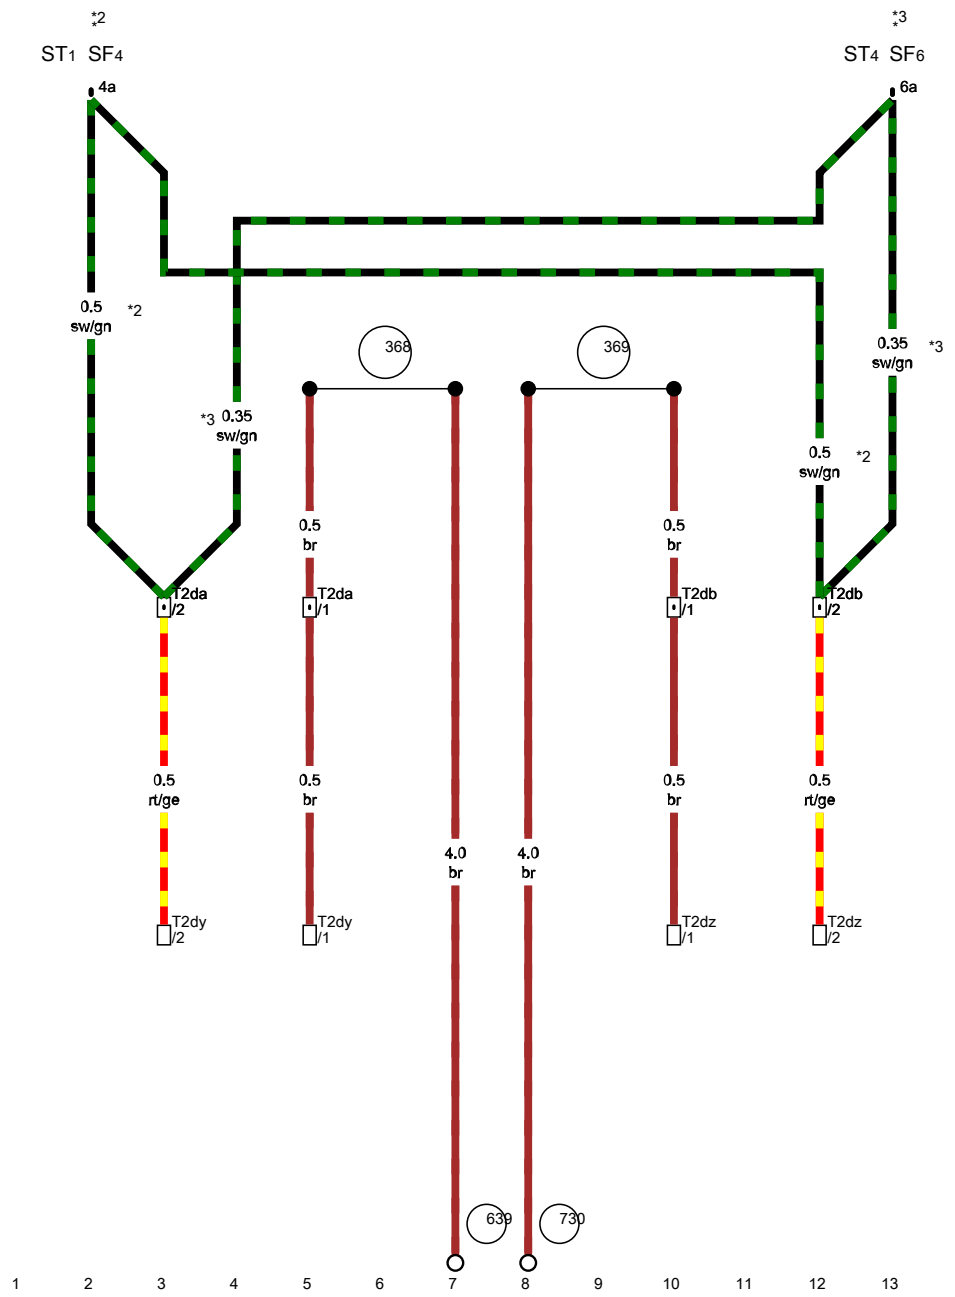 *2
*
ST1 SF4
4a
*3
*
ST4 SF6
6a
0.5
sw/gn
*2
368
369
0.35
sw/gn
*3
*3
0.35
sw/gn
0.5
sw/gn
*2
0.5
br
0.5
br
T2da
/2
T2da
/1
T2db
/1
T2db
/2
0.5
rt/ge
0.5
br
0.5
br
0.5
rt/ge
4.0
br
4.0
br
T2dy
/2
T2dy
/1
T2dz
/1
T2dz
/2
639
730
1 2 3 4 5 6 7 8 9 10 11 12 13